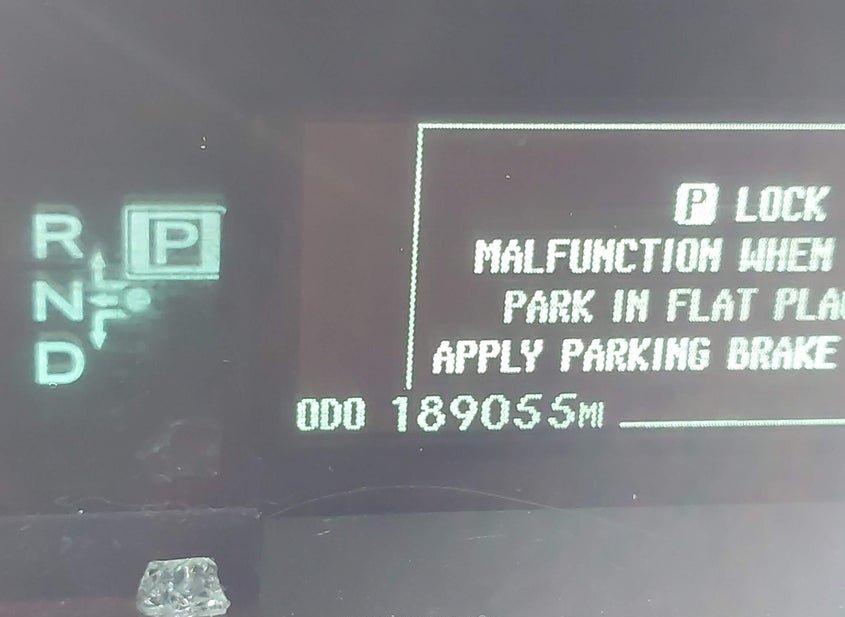 R P
N
D
P LOCK
MALFUNCTION WHEN
PARK IN FLAT
APPLY PARKING BRAKE
ODO 189055MI